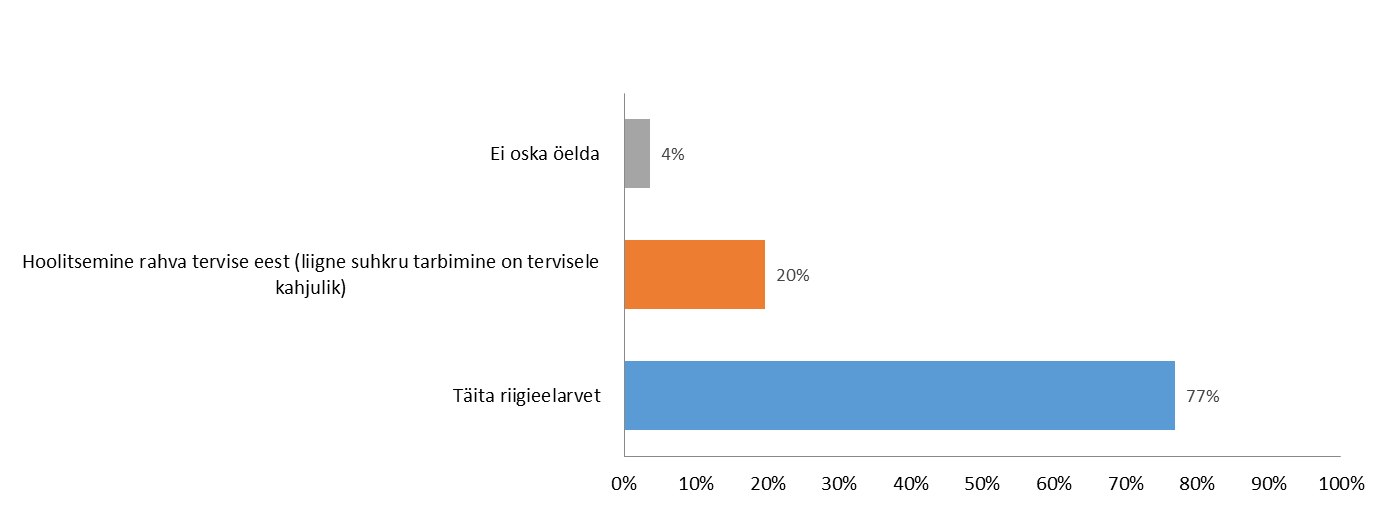 Ei oska öelda
4%
Hoolitsemine rahva tervise eest (liigne suhkru tarbimine on tervisele
kahjulik)
20%
Täita riigieelarvet
77%
0% 10% 20% 30% 40% 50% 60% 70% 80% 90% 100%